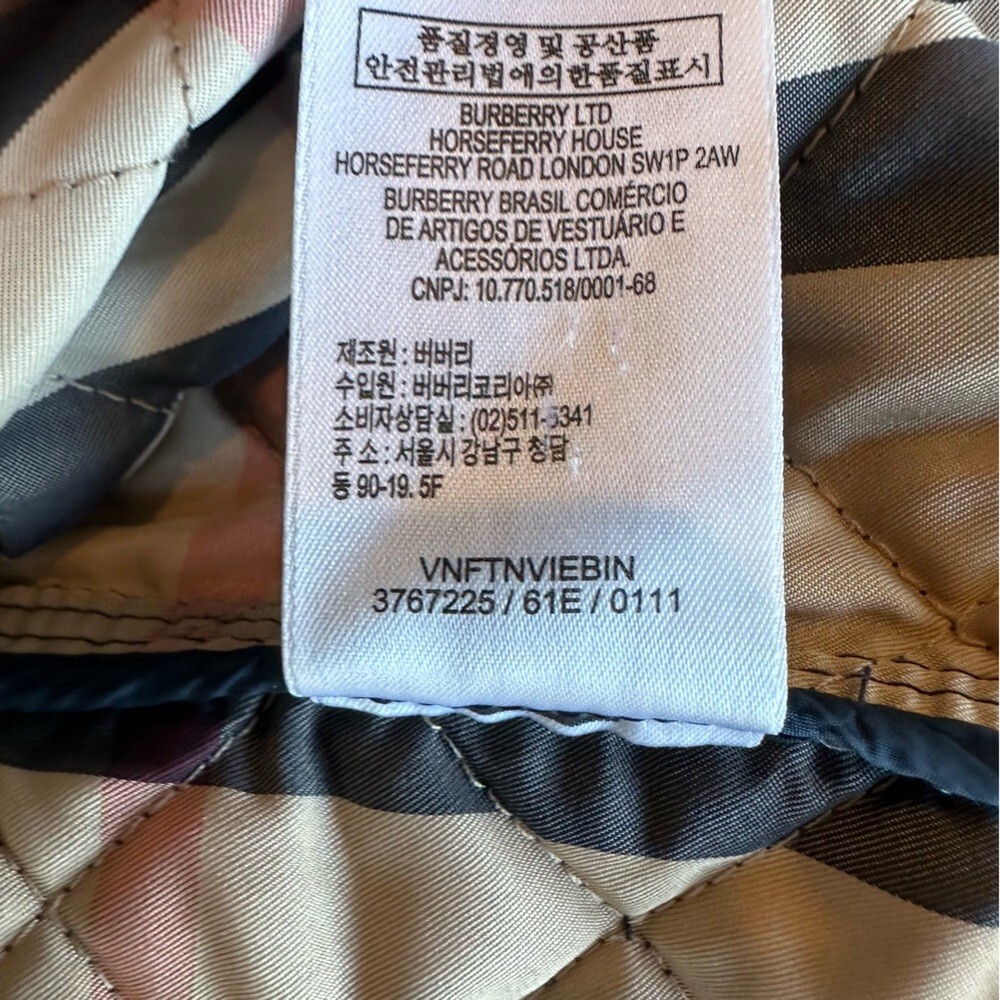 품질경영 및 공산품
안전관리법에의한품질표시
BURBERRY LTD
HORSEFERRY HOUSE
HORSEFERRY ROAD LONDON SW1P 2AW
BURBERRY BRASIL COMÉRCIO
DE ARTIGOS DE VESTUÁRIO E
ACESSÓRIOS LTDA.
CNPJ: 10.770.518/0001-68
제조원 : 버버리
수입원 : 버버리코리아㈜
소비자상담실 : (02)511-5341
주 소 : 서울시 강남구 청담
동 90-19. 5F
VNFTNVIEBIN
3767225 / 61E / 0111